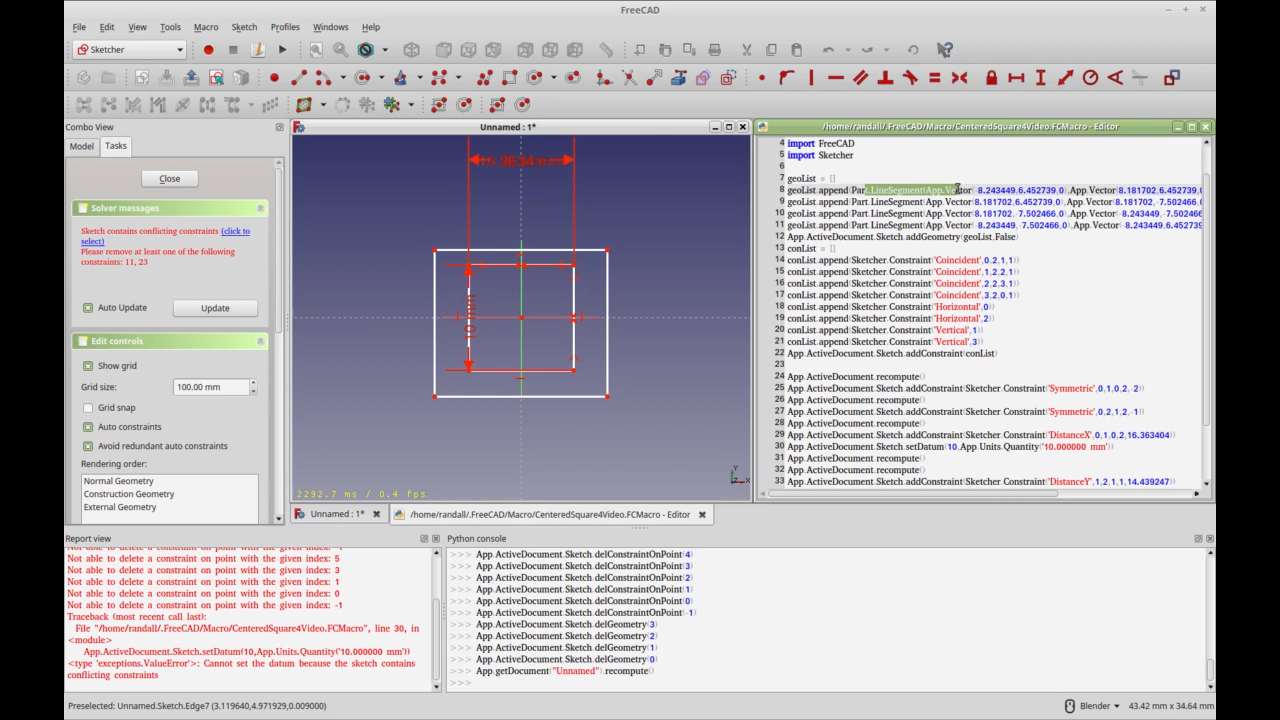 FreeCAD
File Edit View Tools Macro Sketch Profiles Windows Help
Sketcher
Combo View
Model Tasks
Close
Solver messages
Sketch contains conflicting constraints (click to
select)
Please remove at least one of the following
constraints: 11, 23
Auto Update Update
Edit controls
Show grid
Grid size: 100.00 mm
Grid snap
Auto constraints
Avoid redundant auto constraints
Rendering order:
Normal Geometry
Construction Geometry
External Geometry
Unnamed : 1*
10 mm
2292.7 ms / 0.4 fps
Y
Z X
/home/randall/.FreeCAD/Macro/CenteredSquare4Video.FCMacro - Editor
4 import FreeCAD
5 import Sketcher
6
7 geoList = []
8 geoList.append(Part.LineSegment(App.Vector(-8.243449,6.452739,0),App.Vector(8.181702,6.452739,0
9 geoList.append(Part.LineSegment(App.Vector(8.181702,6.452739,0),App.Vector(8.181702,-7.502466,0
10 geoList.append(Part.LineSegment(App.Vector(8.181702,-7.502466,0),App.Vector(-8.243449,-7.502466
11 geoList.append(Part.LineSegment(App.Vector(-8.243449,-7.502466,0),App.Vector(-8.243449,6.452739
12 App.ActiveDocument.Sketch.addGeometry(geoList,False)
13 conList = []
14 conList.append(Sketcher.Constraint('Coincident',0,2,1,1))
15 conList.append(Sketcher.Constraint('Coincident',1,2,2,1))
16 conList.append(Sketcher.Constraint('Coincident',2,2,3,1))
17 conList.append(Sketcher.Constraint('Coincident',3,2,0,1))
18 conList.append(Sketcher.Constraint('Horizontal',0))
19 conList.append(Sketcher.Constraint('Horizontal',2))
20 conList.append(Sketcher.Constraint('Vertical',1))
21 conList.append(Sketcher.Constraint('Vertical',3))
22 App.ActiveDocument.Sketch.addConstraint(conList)
23
24 App.ActiveDocument.recompute()
25 App.ActiveDocument.Sketch.addConstraint(Sketcher.Constraint('Symmetric',0,1,0,2,-2))
26 App.ActiveDocument.recompute()
27 App.ActiveDocument.Sketch.addConstraint(Sketcher.Constraint('Symmetric',0,2,1,2,-1))
28 App.ActiveDocument.recompute()
29 App.ActiveDocument.Sketch.addConstraint(Sketcher.Constraint('DistanceX',0,1,0,2,16.363404))
30 App.ActiveDocument.Sketch.setDatum(10,App.Units.Quantity('10.000000 mm'))
31 App.ActiveDocument.recompute()
32 App.ActiveDocument.recompute()
33 App.ActiveDocument.Sketch.addConstraint(Sketcher.Constraint('DistanceY',1,2,1,1,14.439247))
Unnamed : 1* /home/randall/.FreeCAD/Macro/CenteredSquare4Video.FCMacro - Editor
Report view
Not able to delete a constraint on point with the given index: 5
Not able to delete a constraint on point with the given index: 3
Not able to delete a constraint on point with the given index: 1
Not able to delete a constraint on point with the given index: 0
Not able to delete a constraint on point with the given index: -1
Traceback (most recent call last):
File "/home/randall/.FreeCAD/Macro/CenteredSquare4Video.FCMacro", line 30, in
<module>
App.ActiveDocument.Sketch.setDatum(10,App.Units.Quantity('10.000000 mm'))
<type 'exceptions.ValueError'>: Cannot set the datum because the sketch contains
conflicting constraints
Python console
>>> App.ActiveDocument.Sketch.delConstraintOnPoint(4)
>>> App.ActiveDocument.Sketch.delConstraintOnPoint(3)
>>> App.ActiveDocument.Sketch.delConstraintOnPoint(2)
>>> App.ActiveDocument.Sketch.delConstraintOnPoint(1)
>>> App.ActiveDocument.Sketch.delConstraintOnPoint(0)
>>> App.ActiveDocument.Sketch.delConstraintOnPoint(-1)
>>> App.ActiveDocument.Sketch.delGeometry(3)
>>> App.ActiveDocument.Sketch.delGeometry(2)
>>> App.ActiveDocument.Sketch.delGeometry(1)
>>> App.ActiveDocument.Sketch.delGeometry(0)
>>> App.getDocument("Unnamed").recompute()
>>>
Preselected: Unnamed.Sketch.Edge7 (3.119640,4.971929,0.009000)
Blender 43.42 mm x 34.64 mm